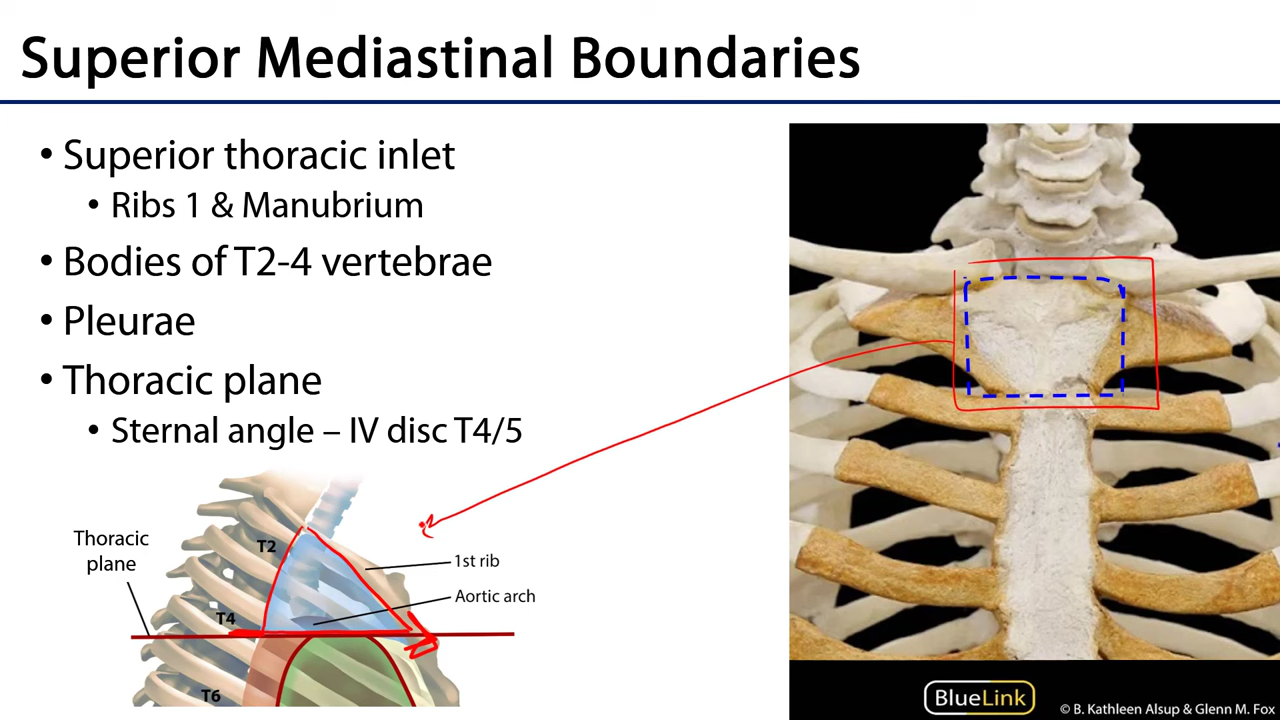 Superior Mediastinal Boundaries
• Superior thoracic inlet
• Ribs 1 & Manubrium
• Bodies of T2-4 vertebrae
• Pleurae
• Thoracic plane
• Sternal angle – IV disc T4/5
Thoracic
plane
T2
1st rib
Aortic arch
T4
T6
BlueLink
© B. Kathleen Alsup & Glenn M. Fox